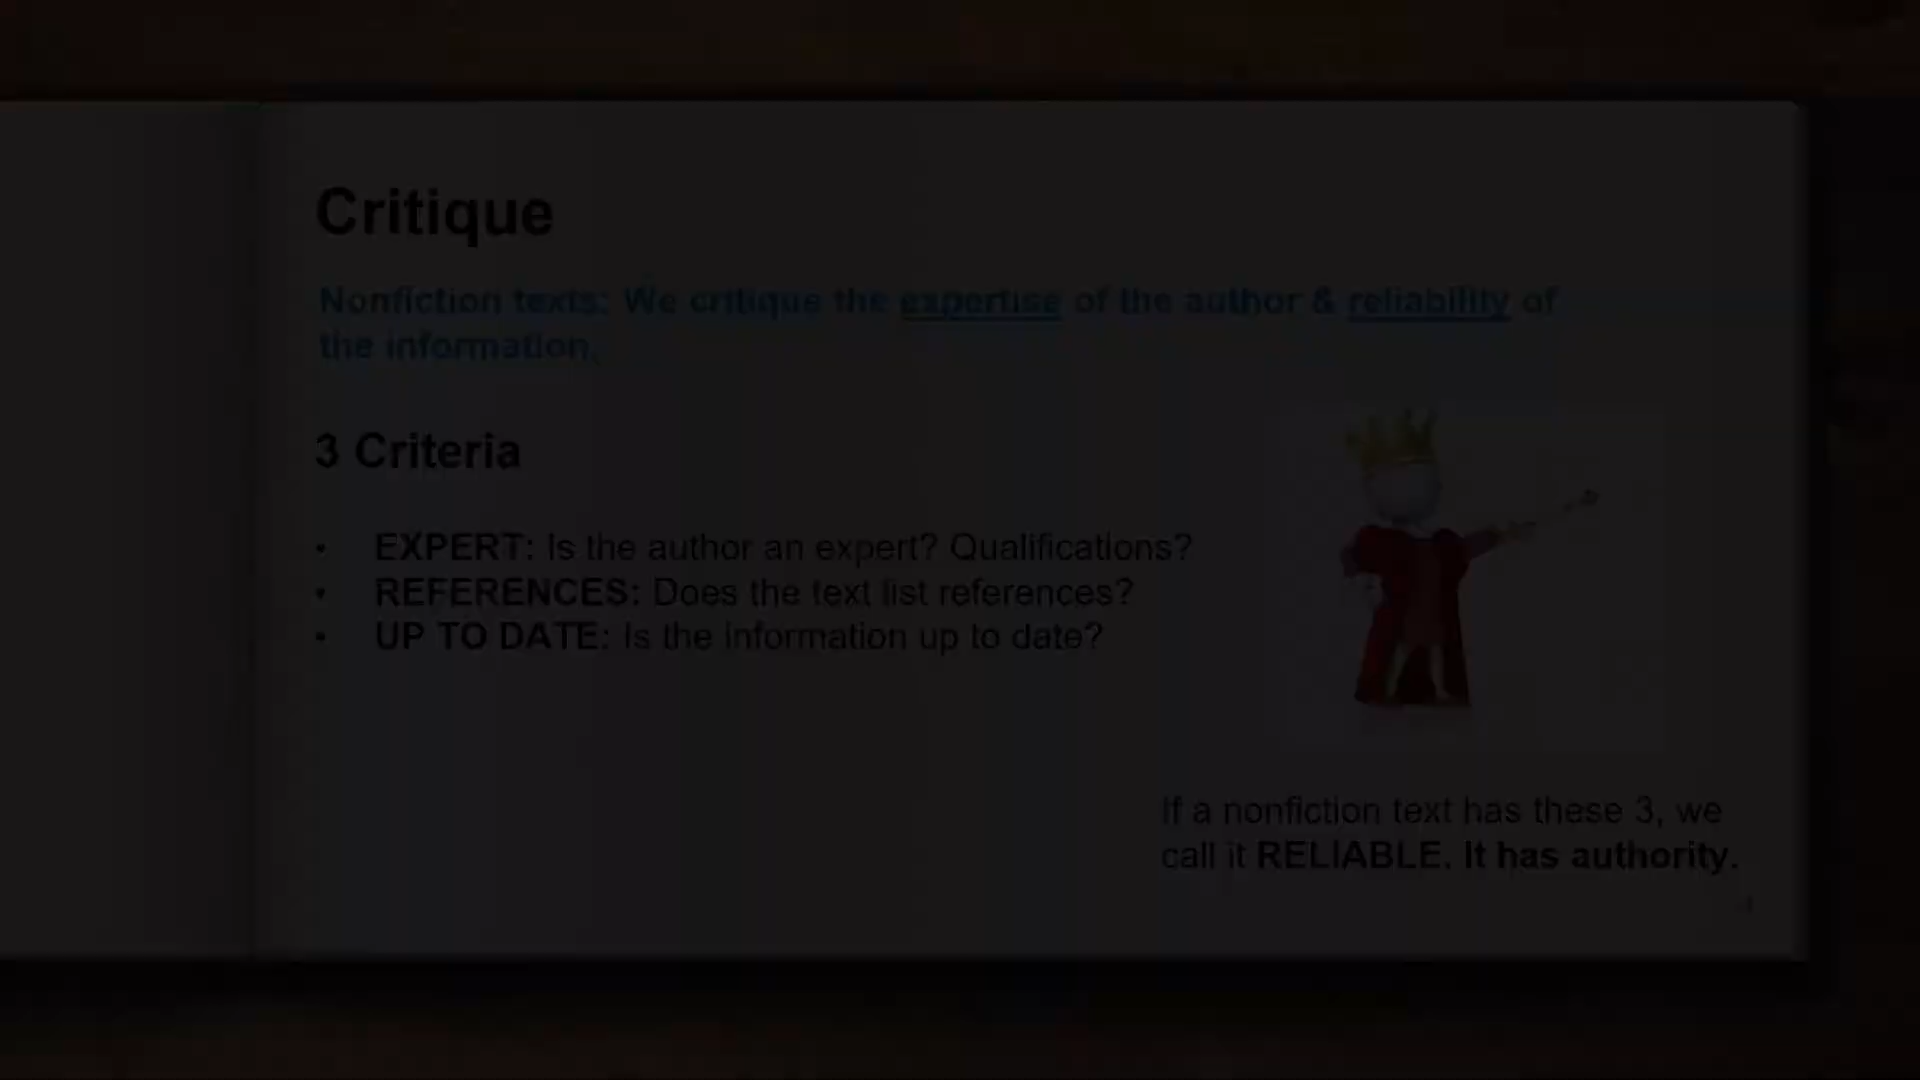 Critique
Nonfiction texts: We critique the expertise of the author & reliability of
the information.
3 Criteria
• EXPERT: Is the author an expert? Qualifications?
• REFERENCES: Does the text list references?
• UP TO DATE: Is the information up to date?
If a nonfiction text has these 3, we
call it RELIABLE. It has authority.